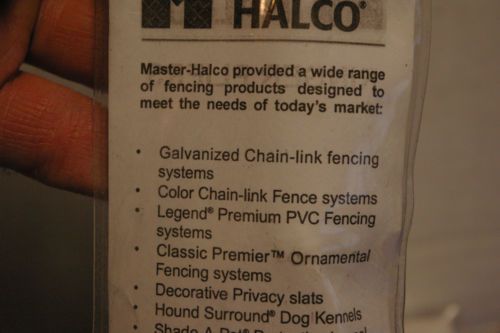 M HALCO®
Master-Halco provided a wide range
of fencing products designed to
meet the needs of today's market:
• Galvanized Chain-link fencing
systems
• Color Chain-link Fence systems
• Legend® Premium PVC Fencing
systems
• Classic Premier™ Ornamental
Fencing systems
• Decorative Privacy slats
• Hound Surround® Dog Kennels
Shade-A-Pet®